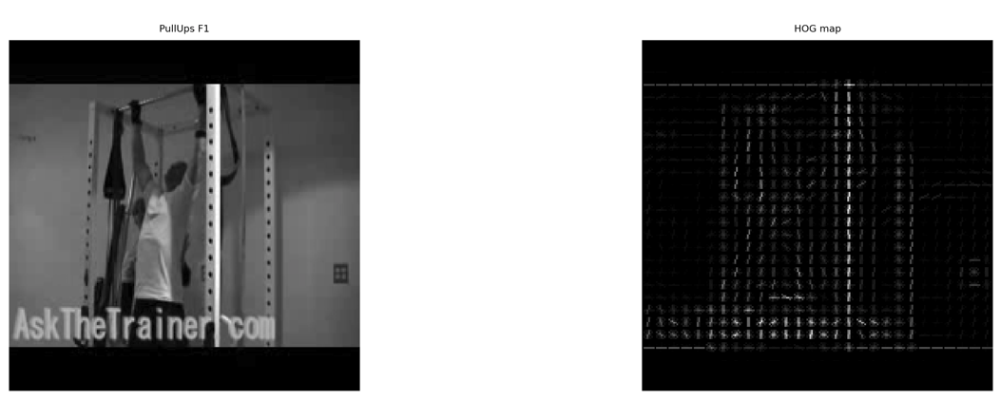 PullUps F1
HOG map
AskTheTrainer.com